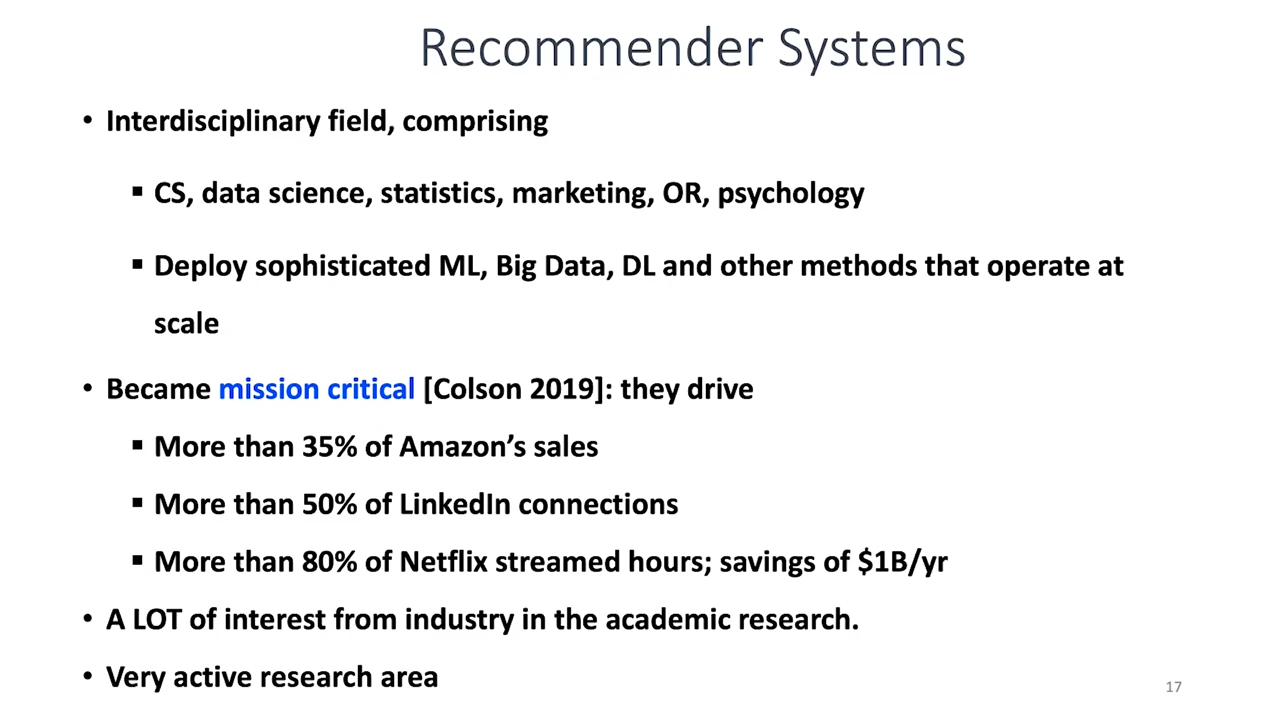 Recommender Systems
• Interdisciplinary field, comprising
▪ CS, data science, statistics, marketing, OR, psychology
▪ Deploy sophisticated ML, Big Data, DL and other methods that operate at
scale
• Became mission critical [Colson 2019]: they drive
▪ More than 35% of Amazon’s sales
▪ More than 50% of LinkedIn connections
▪ More than 80% of Netflix streamed hours; savings of $1B/yr
• A LOT of interest from industry in the academic research.
• Very active research area
17